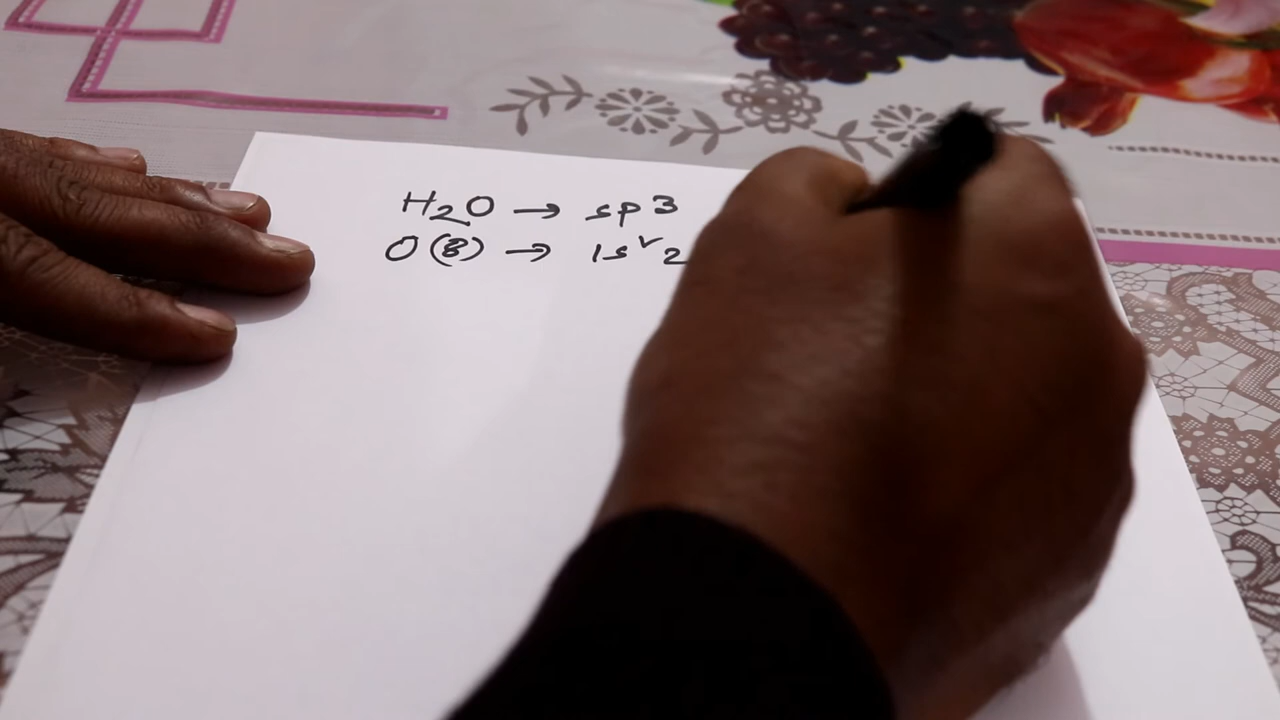 H2O → sp3
O(8) → 1s² 2